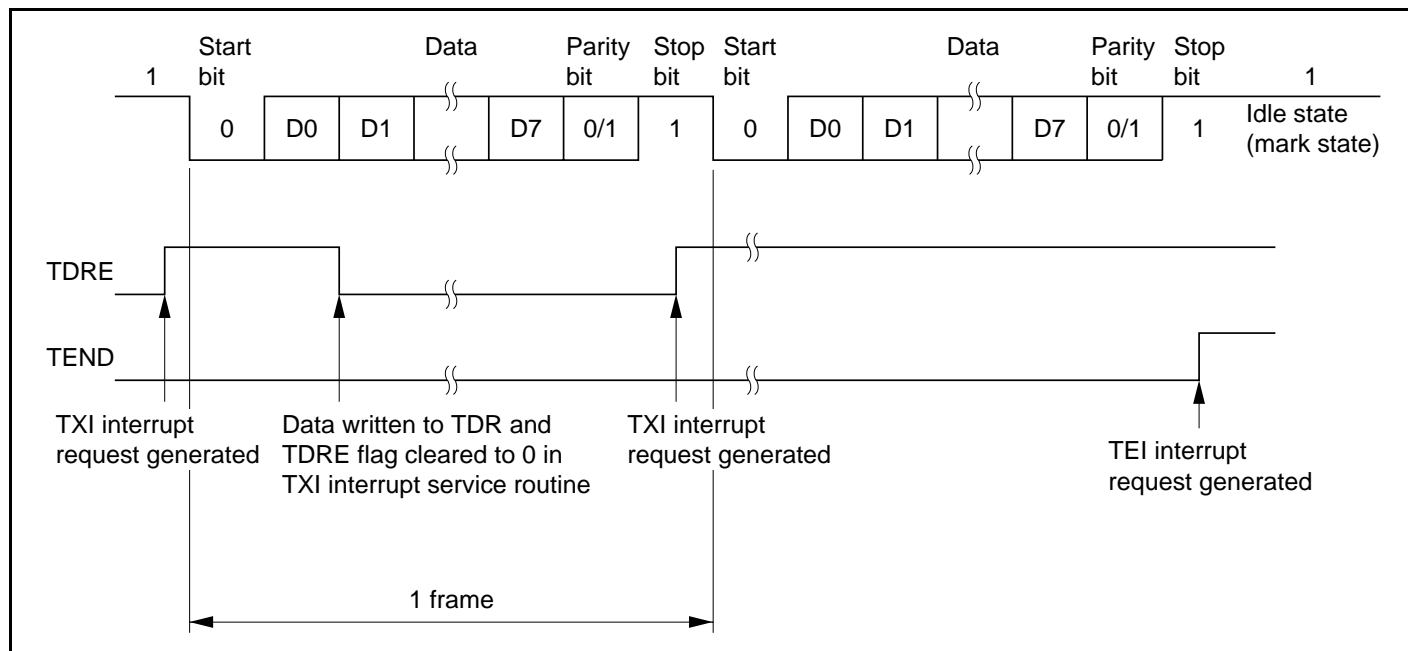 Start bit
Data
Parity bit
Stop bit
Start bit
Data
Parity bit
Stop bit
1
1
0
D0
D1
D7
0/1
1
0
D0
D1
D7
0/1
1
Idle state
(mark state)
TDRE
TEND
TXI interrupt
request generated
Data written to TDR and
TDRE flag cleared to 0 in
TXI interrupt service routine
TXI interrupt
request generated
TEI interrupt
request generated
1 frame